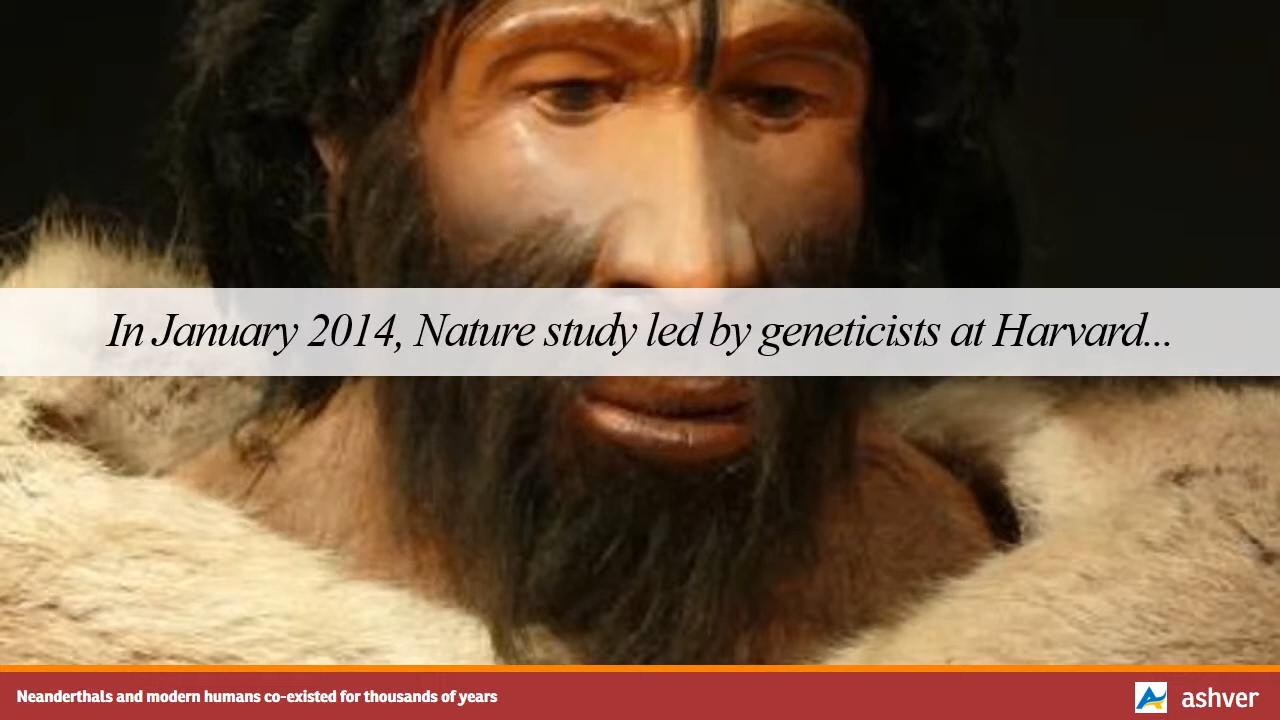 In January 2014, Nature study led by geneticists at Harvard...
Neanderthals and modern humans co-existed for thousands of years
ashver